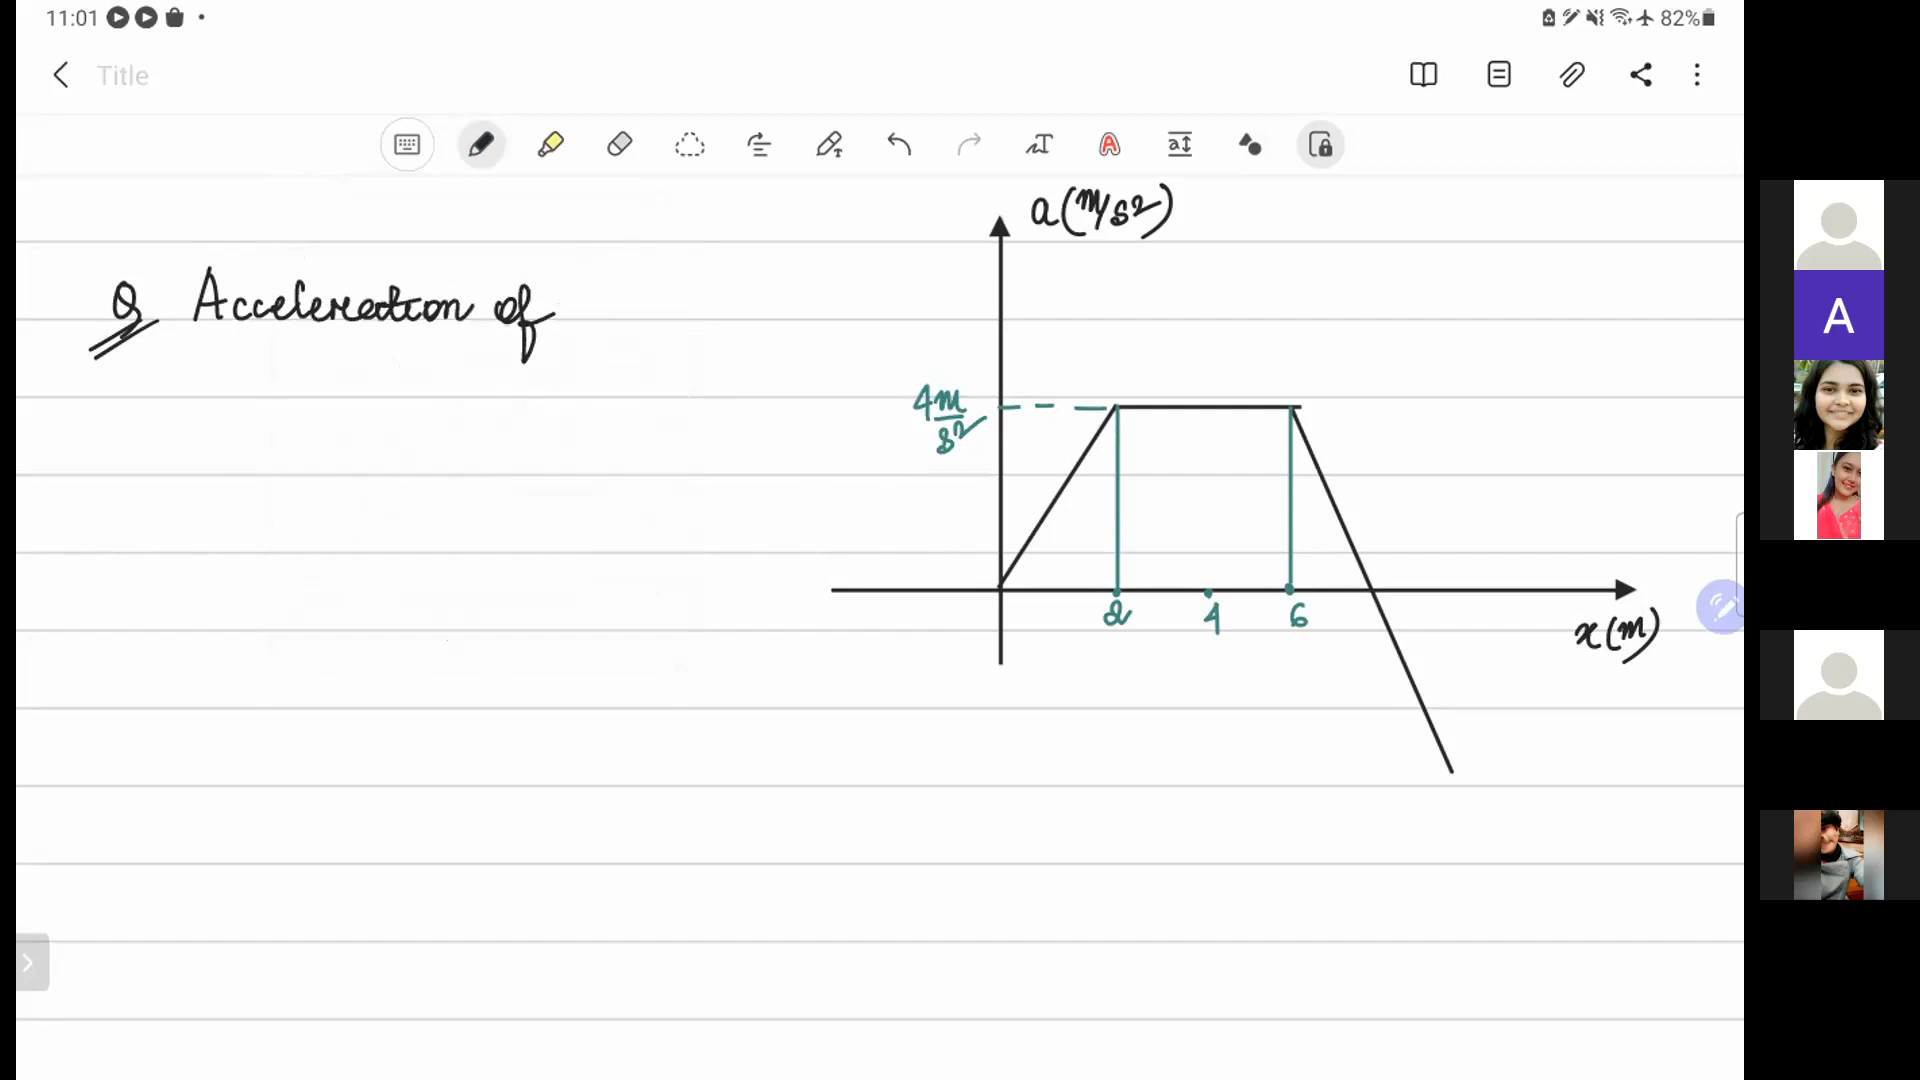 11:01
82%
Title
a(m/s2)
Q Acceleration of
4m
s2
2 4 6
x(m)
A